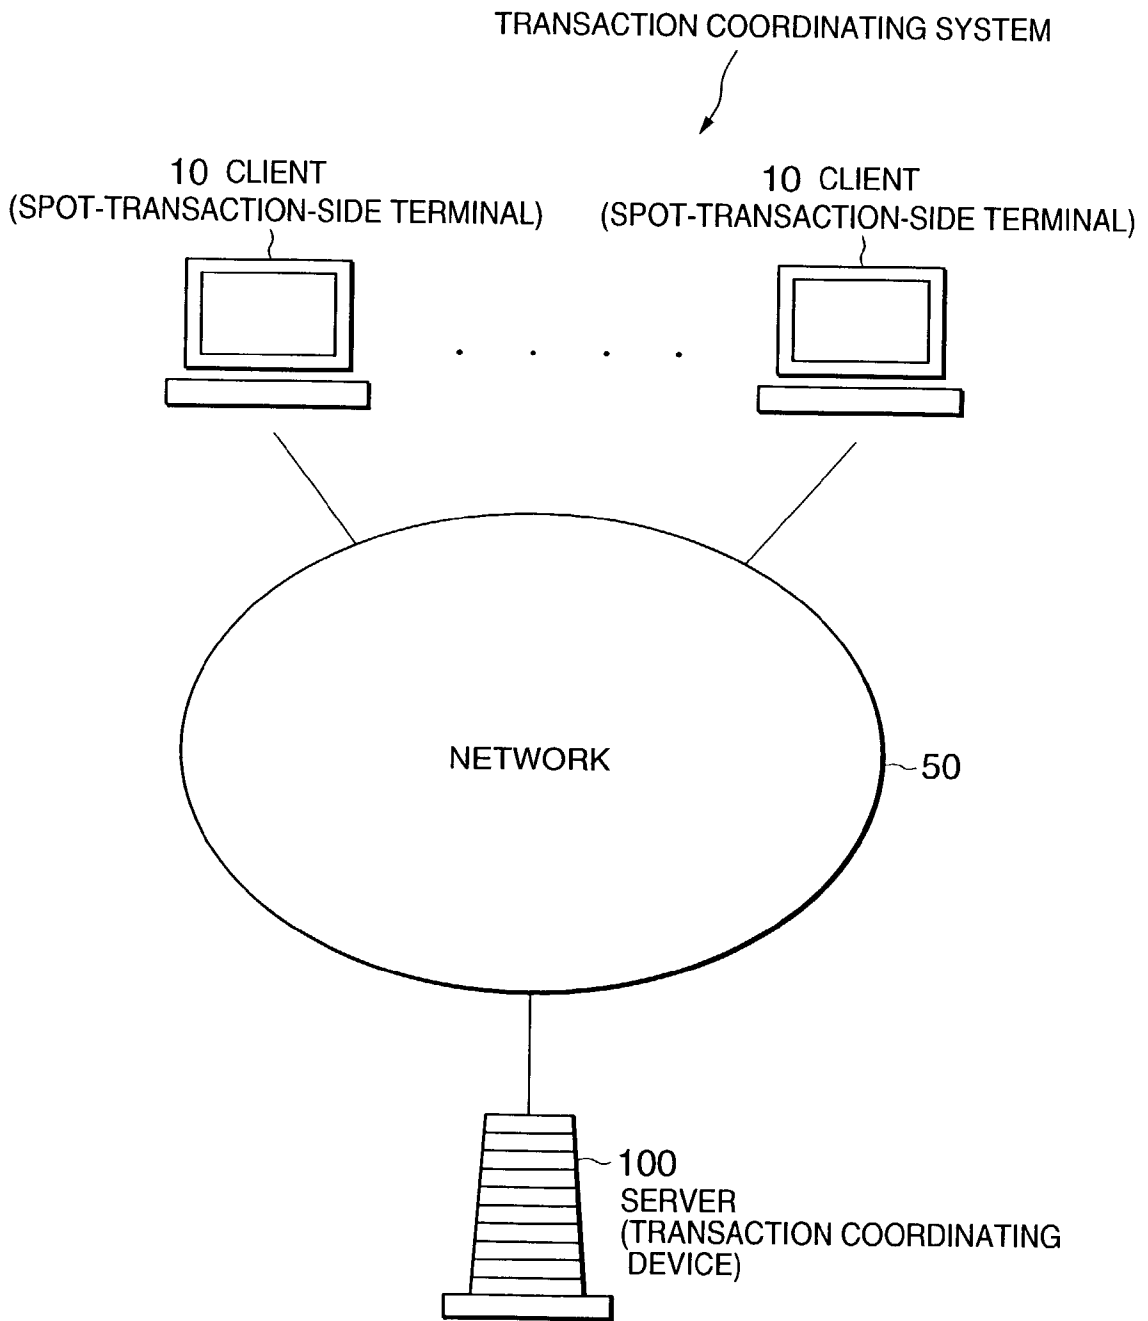 TRANSACTION COORDINATING SYSTEM
10 CLIENT
(SPOT-TRANSACTION-SIDE TERMINAL)
10 CLIENT
(SPOT-TRANSACTION-SIDE TERMINAL)
NETWORK
50
100
SERVER
(TRANSACTION COORDINATING
DEVICE)